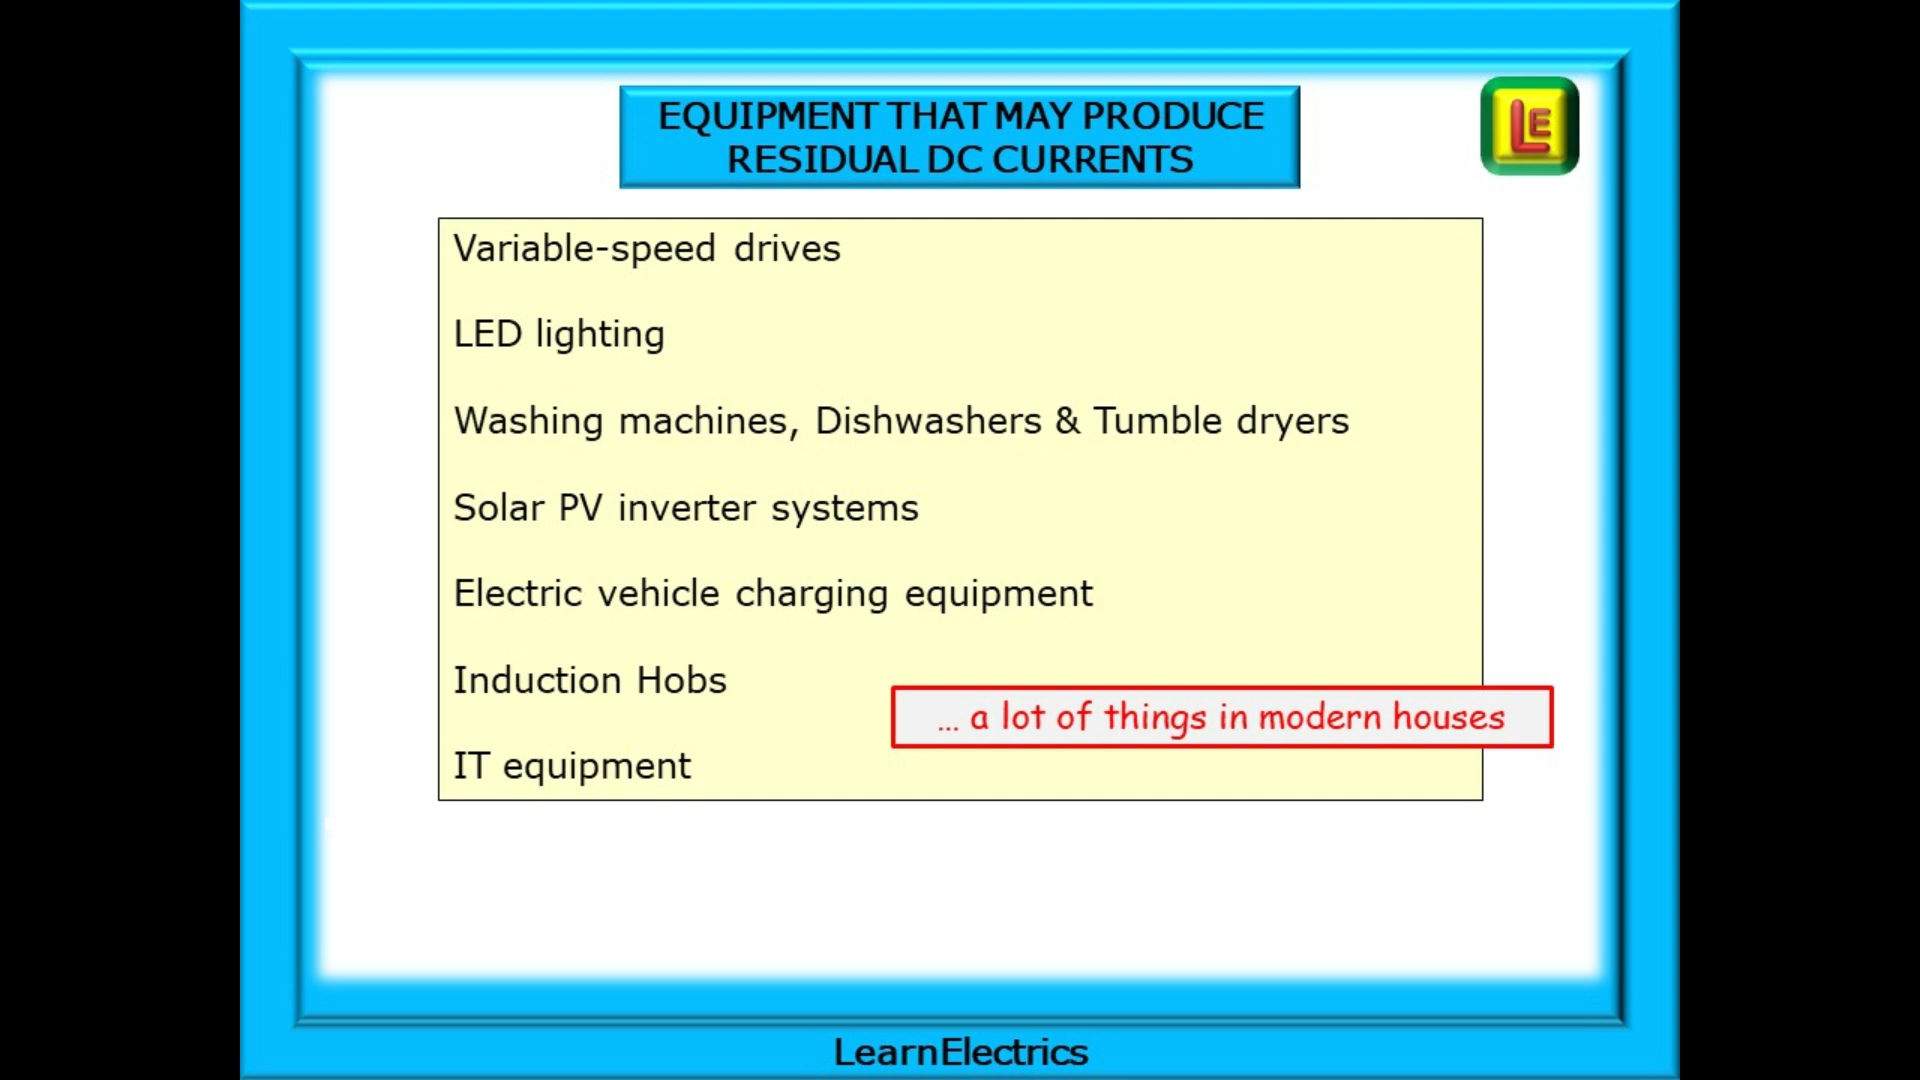 EQUIPMENT THAT MAY PRODUCE
RESIDUAL DC CURRENTS
LE
Variable-speed drives
LED lighting
Washing machines, Dishwashers & Tumble dryers
Solar PV inverter systems
Electric vehicle charging equipment
Induction Hobs
... a lot of things in modern houses
IT equipment
LearnElectrics